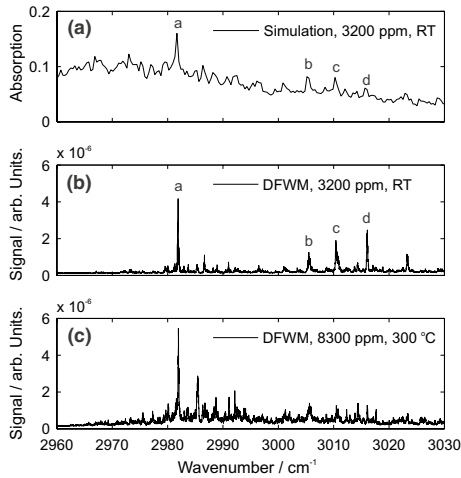 0.2
(a)
a
Simulation, 3200 ppm, RT
Absorption
0.1
b
c
d
0
x 10⁻⁶
6
(b)
a
DFWM, 3200 ppm, RT
Signal / arb. Units.
4
d
c
b
2
0
x 10⁻⁶
6
(c)
DFWM, 8300 ppm, 300 °C
Signal / arb. Units.
4
2
0
2960 2970 2980 2990 3000 3010 3020 3030
Wavenumber / cm⁻¹